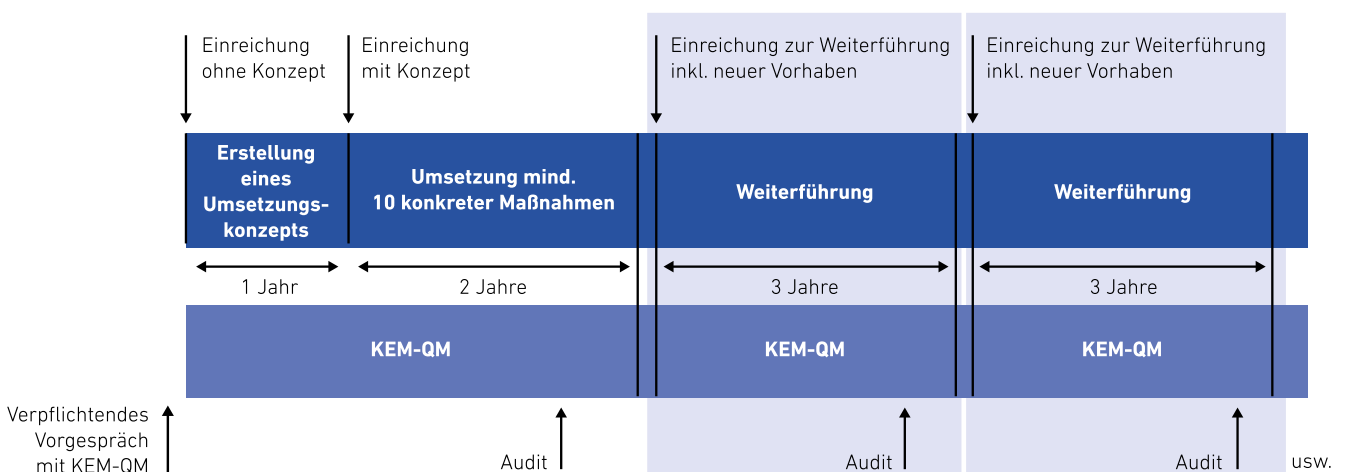 Einreichung
ohne Konzept
Einreichung
mit Konzept
Einreichung zur Weiterführung
inkl. neuer Vorhaben
Einreichung zur Weiterführung
inkl. neuer Vorhaben
Erstellung
eines
Umsetzungs-
konzepts
Umsetzung mind.
10 konkreter Maßnahmen
Weiterführung
Weiterführung
1 Jahr
2 Jahre
3 Jahre
3 Jahre
KEM-QM
KEM-QM
KEM-QM
Verpflichtendes
Vorgespräch
mit KEM-QM
Audit
Audit
Audit
usw.